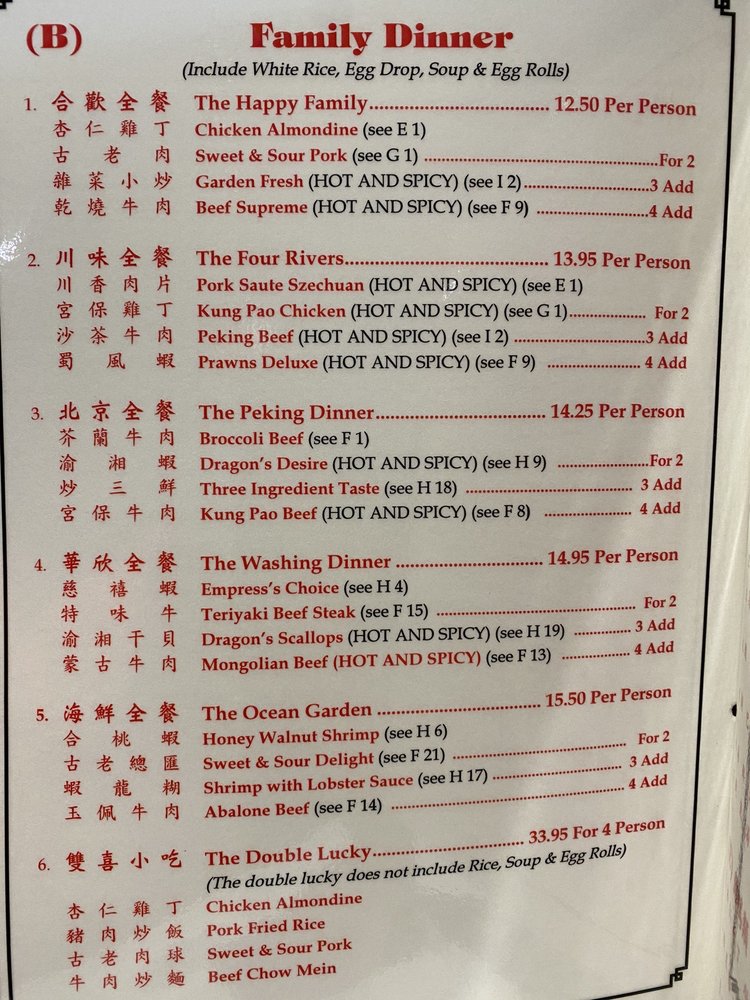 (B) Family Dinner
(Include White Rice, Egg Drop, Soup & Egg Rolls)
1. 合歡全餐 The Happy Family................................ 12.50 Per Person
杏仁雞丁 Chicken Almondine (see E 1)
古老肉 Sweet & Sour Pork (see G 1) ................................For 2
雜菜小炒 Garden Fresh (HOT AND SPICY) (see I 2)................................3 Add
乾燒牛肉 Beef Supreme (HOT AND SPICY) (see F 9) ................................4 Add
2. 川味全餐 The Four Rivers................................ 13.95 Per Person
川香肉片 Pork Saute Szechuan (HOT AND SPICY) (see E 1)
宮保雞丁 Kung Pao Chicken (HOT AND SPICY) (see G 1)................... For 2
沙茶牛肉 Peking Beef (HOT AND SPICY) (see I 2) ................................3 Add
蜀風蝦 Prawns Deluxe (HOT AND SPICY) (see F 9) ....................... 4 Add
3. 北京全餐 The Peking Dinner................................ 14.25 Per Person
芥蘭牛肉 Broccoli Beef (see F 1)
渝湘蝦 Dragon's Desire (HOT AND SPICY) (see H 9) .......................For 2
炒三鮮 Three Ingredient Taste (see H 18) ................................ 3 Add
宮保牛肉 Kung Pao Beef (HOT AND SPICY) (see F 8) ....................... 4 Add
4. 華欣全餐 The Washing Dinner ................................ 14.95 Per Person
慈禧蝦 Empress's Choice (see H 4)
特味牛 Teriyaki Beef Steak (see F 15) ................................ For 2
渝湘干貝 Dragon's Scallops (HOT AND SPICY) (see H 19) ............... 3 Add
蒙古牛肉 Mongolian Beef (HOT AND SPICY) (see F 13) .................. 4 Add
5. 海鮮全餐 The Ocean Garden ................................ 15.50 Per Person
合桃蝦 Honey Walnut Shrimp (see H 6)
古老總匯 Sweet & Sour Delight (see F 21) ................................ For 2
蝦龍糊 Shrimp with Lobster Sauce (see H 17)................................ 3 Add
玉佩牛肉 Abalone Beef (see F 14) ................................ 4 Add
6. 雙喜小吃 The Double Lucky................................ 33.95 For 4 Person
(The double lucky does not include Rice, Soup & Egg Rolls)
杏仁雞丁 Chicken Almondine
豬肉炒飯 Pork Fried Rice
古老肉球 Sweet & Sour Pork
牛肉炒麵 Beef Chow Mein